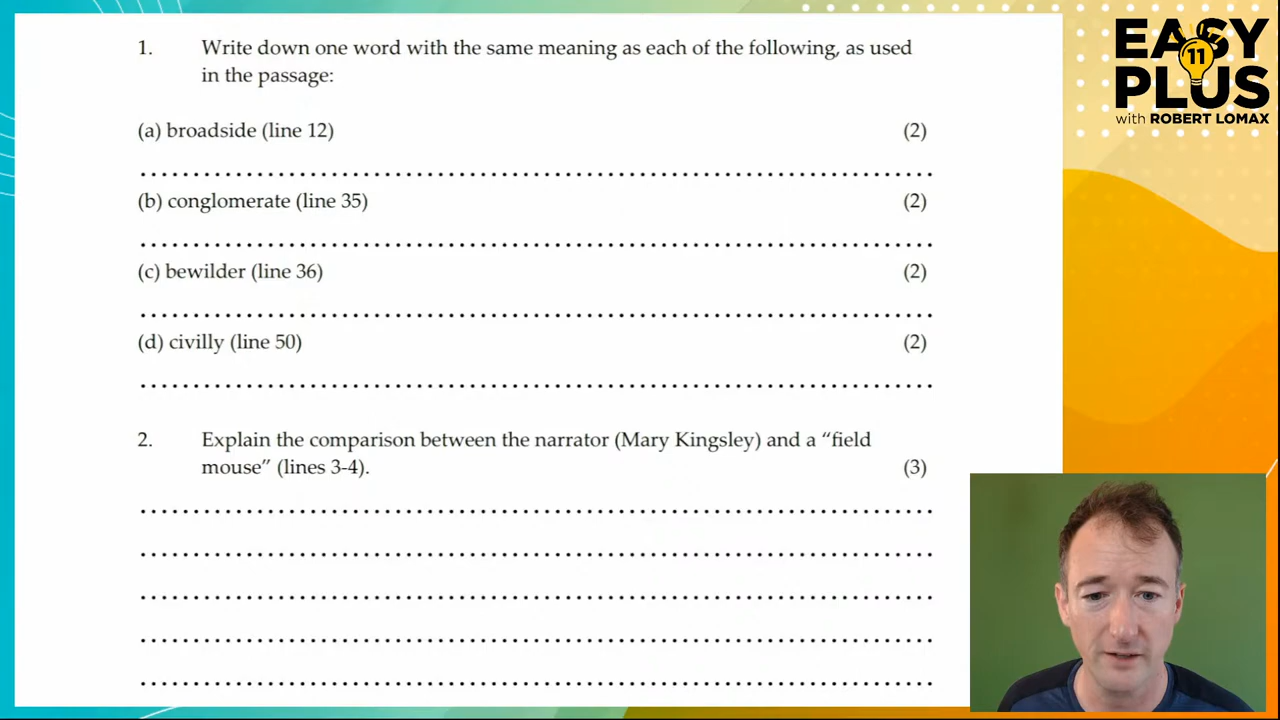 1. Write down one word with the same meaning as each of the following, as used
in the passage:
(a) broadside (line 12) (2)
(b) conglomerate (line 35) (2)
(c) bewilder (line 36) (2)
(d) civilly (line 50) (2)
2. Explain the comparison between the narrator (Mary Kingsley) and a “field
mouse” (lines 3-4). (3)
EASY
11
PLUS
with ROBERT LOMAX